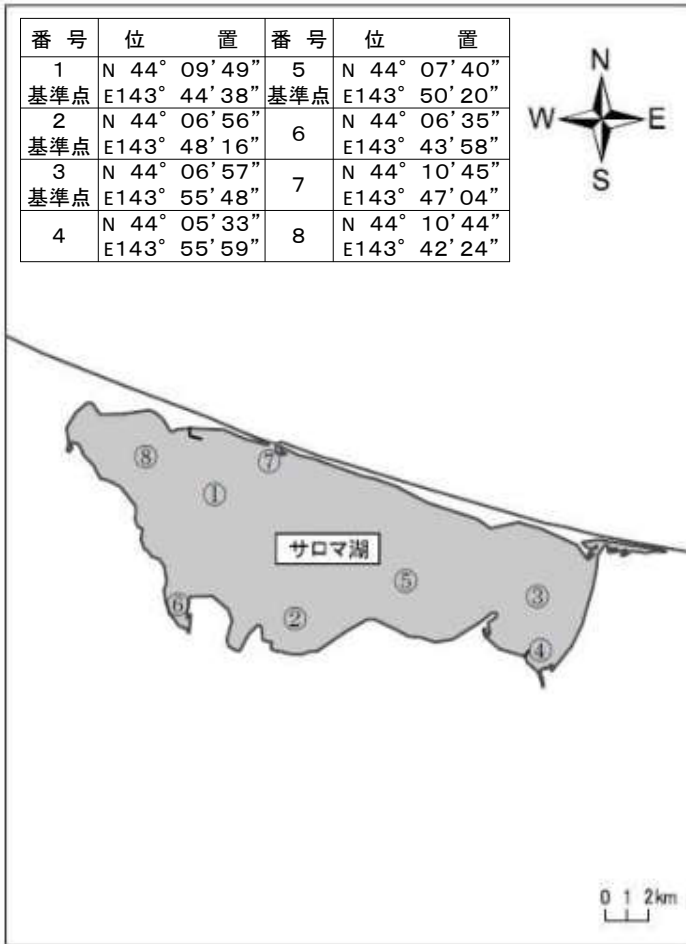 番 号 位 置 番 号 位 置
1
基準点
N 44° 09’49”
E143° 44’38”
5
基準点
N 44° 07’40”
E143° 50’20”
2
基準点
N 44° 06’56”
E143° 48’16”
6
N 44° 06’35”
E143° 43’58”
3
基準点
N 44° 06’57”
E143° 55’48”
7
N 44° 10’45”
E143° 47’04”
4
N 44° 05’33”
E143° 55’59”
8
N 44° 10’44”
E143° 42’24”
N
W E
S
⑧
⑦
①
サロマ湖
⑤
③
⑥
②
④
0 1 2km